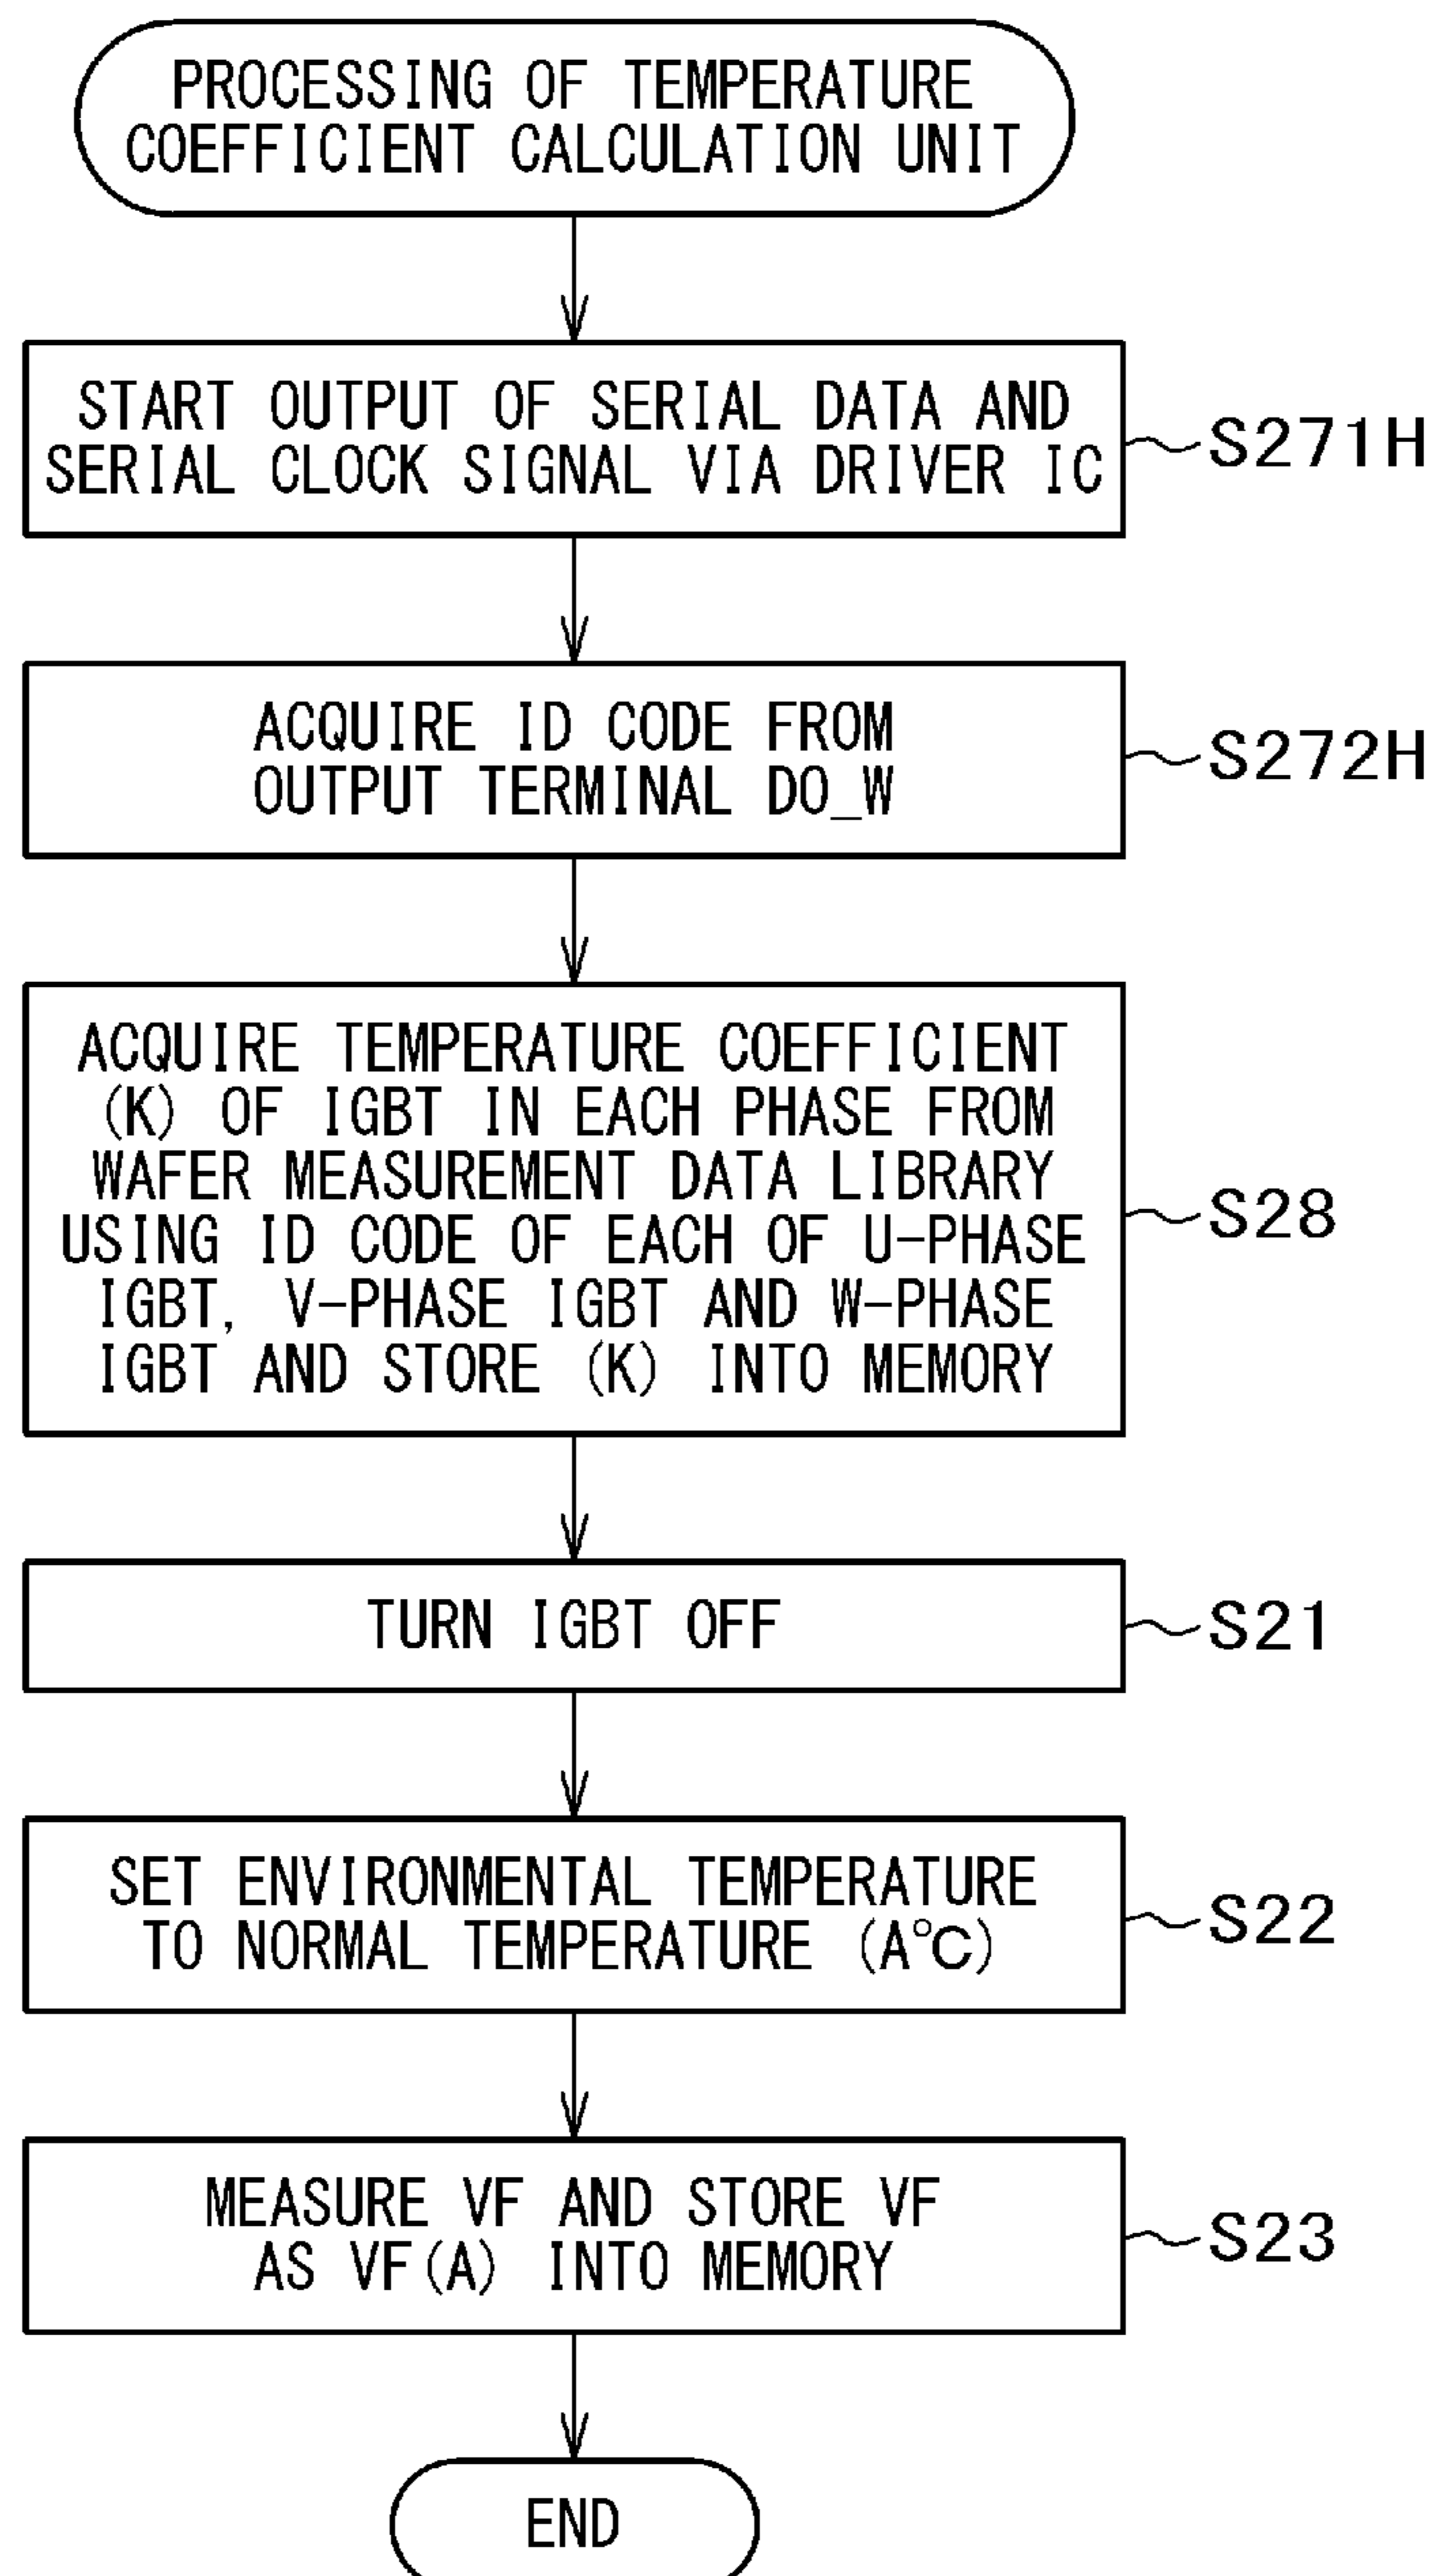 PROCESSING OF TEMPERATURE
COEFFICIENT CALCULATION UNIT
START OUTPUT OF SERIAL DATA AND
SERIAL CLOCK SIGNAL VIA DRIVER IC
S271H
ACQUIRE ID CODE FROM
OUTPUT TERMINAL DO_W
S272H
ACQUIRE TEMPERATURE COEFFICIENT
(K) OF IGBT IN EACH PHASE FROM
WAFER MEASUREMENT DATA LIBRARY
USING ID CODE OF EACH OF U-PHASE
IGBT, V-PHASE IGBT AND W-PHASE
IGBT AND STORE (K) INTO MEMORY
S28
TURN IGBT OFF
S21
SET ENVIRONMENTAL TEMPERATURE
TO NORMAL TEMPERATURE (A℃)
S22
MEASURE VF AND STORE VF
AS VF(A) INTO MEMORY
S23
END